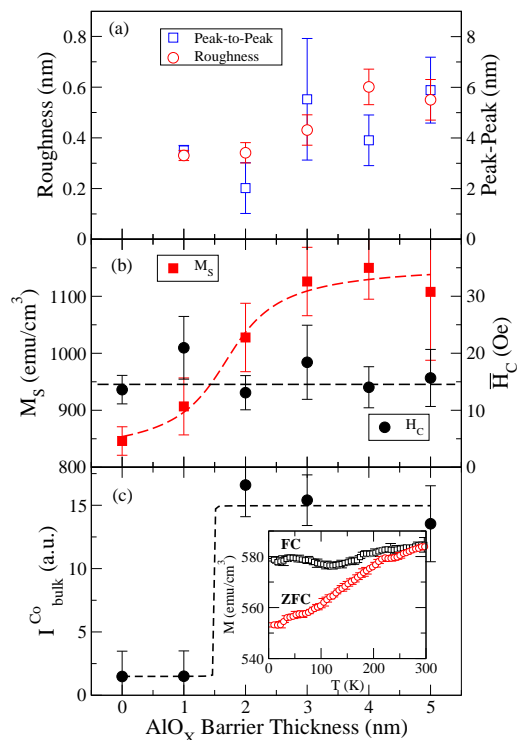 (a)
Peak-to-Peak
Roughness
0.8
0.6
0.4
0.2
Roughness (nm)
8
6
4
2
0
Peak-Peak (nm)
(b)
M_S
1100
1000
900
800
M_S (emu/cm^3)
30
20
10
0
H̅_C (Oe)
H_C
(c)
15
10
5
0
I^Co_bulk (a.u.)
FC
ZFC
580
560
540
M (emu/cm^3)
0 100 200 300
T (K)
0 1 2 3 4 5
AlO_X Barrier Thickness (nm)